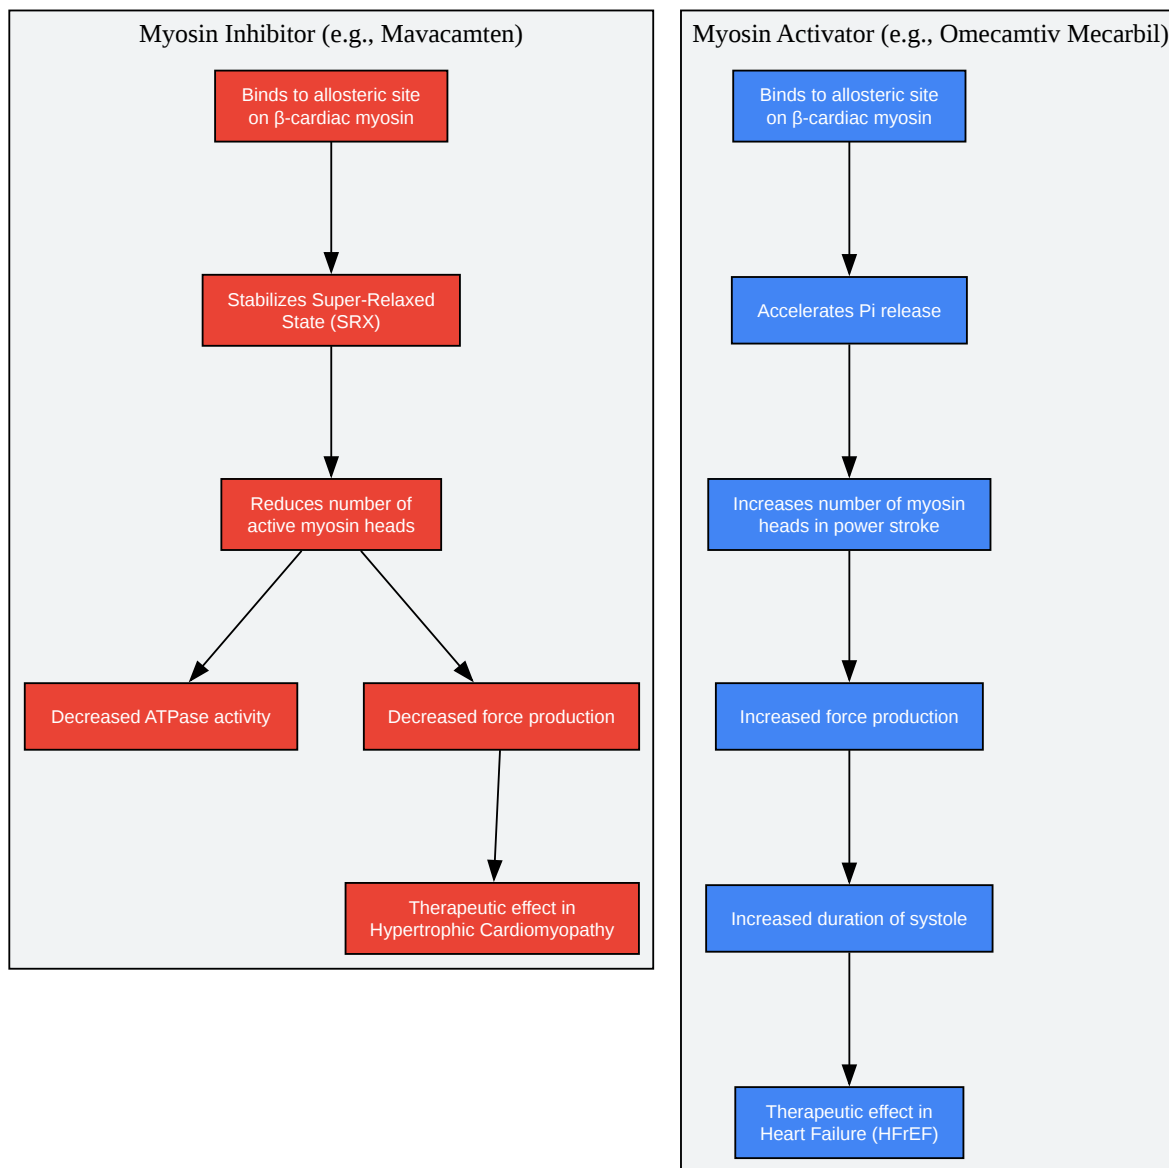 Myosin Inhibitor (e.g., Mavacamten)
Binds to allosteric site
on β-cardiac myosin
Stabilizes Super-Relaxed
State (SRX)
Reduces number of
active myosin heads
Decreased ATPase activity
Decreased force production
Therapeutic effect in
Hypertrophic Cardiomyopathy
Myosin Activator (e.g., Omecamtiv Mecarbil)
Binds to allosteric site
on β-cardiac myosin
Accelerates Pi release
Increases number of myosin
heads in power stroke
Increased force production
Increased duration of systole
Therapeutic effect in
Heart Failure (HFrEF)